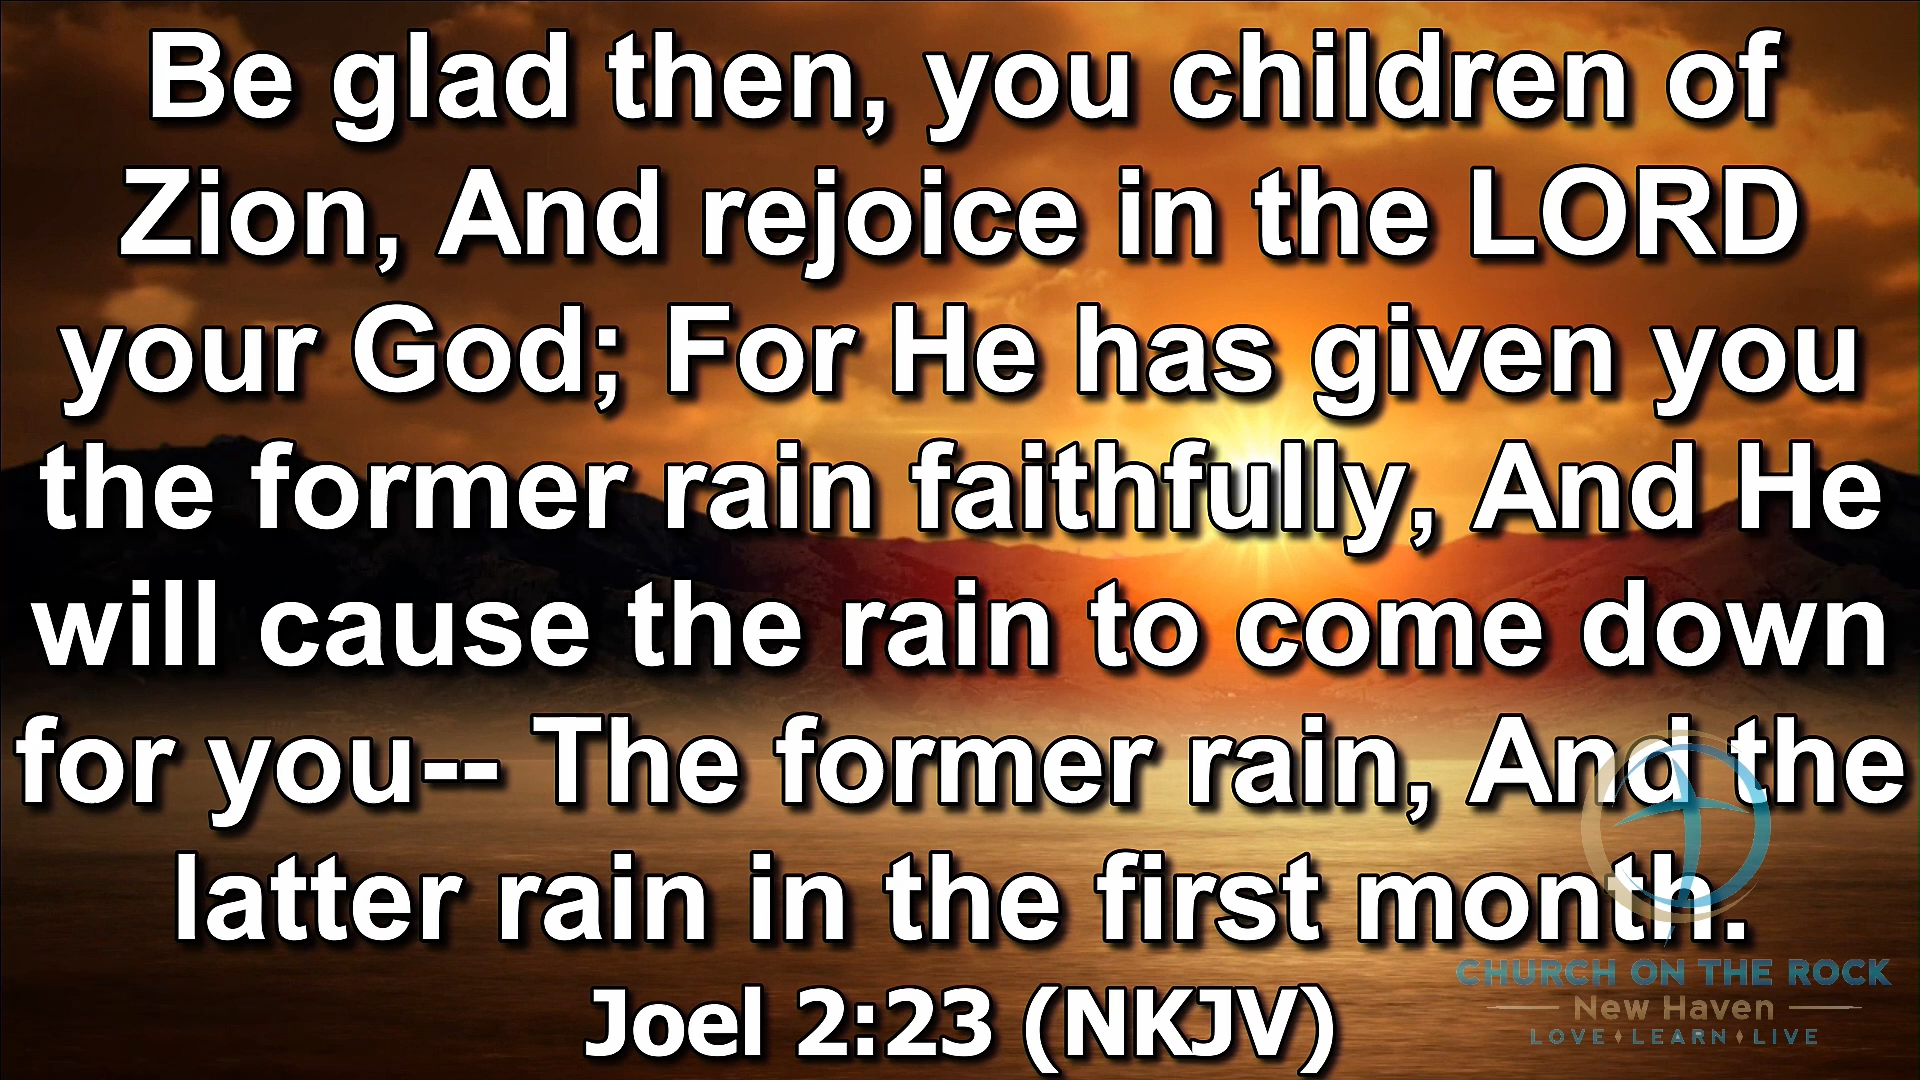 Be glad then, you children of
Zion, And rejoice in the LORD
your God; For He has given you
the former rain faithfully, And He
will cause the rain to come down
for you-- The former rain, And the
latter rain in the first month.
Joel 2:23 (NKJV)
CHURCH ON THE ROCK
New Haven
LOVE LEARN LIVE